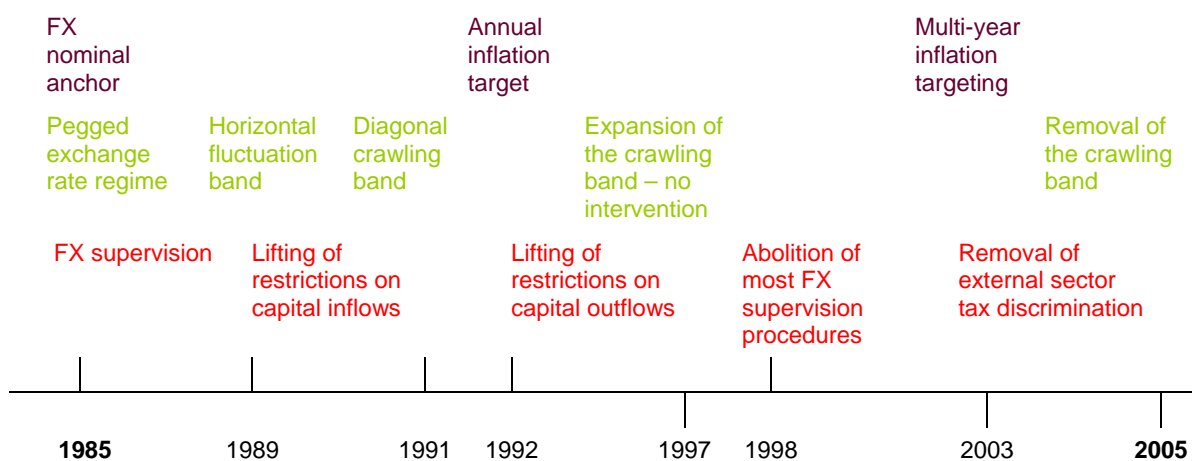 FX
nominal
anchor
Annual
inflation
target
Multi-year
inflation
targeting
Pegged
exchange
rate regime
Horizontal
fluctuation
band
Diagonal
crawling
band
Expansion of
the crawling
band – no
intervention
Removal of
the crawling
band
FX supervision
Lifting of
restrictions on
capital inflows
Lifting of
restrictions on
capital outflows
Abolition of
most FX
supervision
procedures
Removal of
external sector
tax discrimination
1985
1989
1991
1992
1997
1998
2003
2005